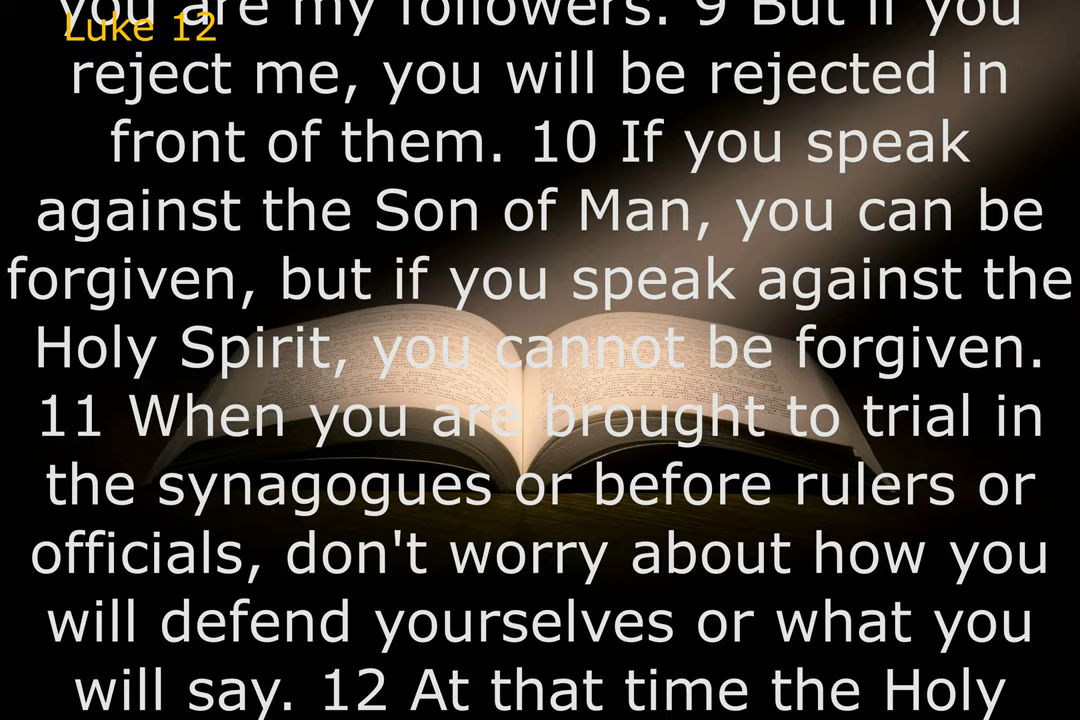 you are my followers. 9 But if you
Luke 12
reject me, you will be rejected in
front of them. 10 If you speak
against the Son of Man, you can be
forgiven, but if you speak against the
Holy Spirit, you cannot be forgiven.
11 When you are brought to trial in
the synagogues or before rulers or
officials, don't worry about how you
will defend yourselves or what you
will say. 12 At that time the Holy